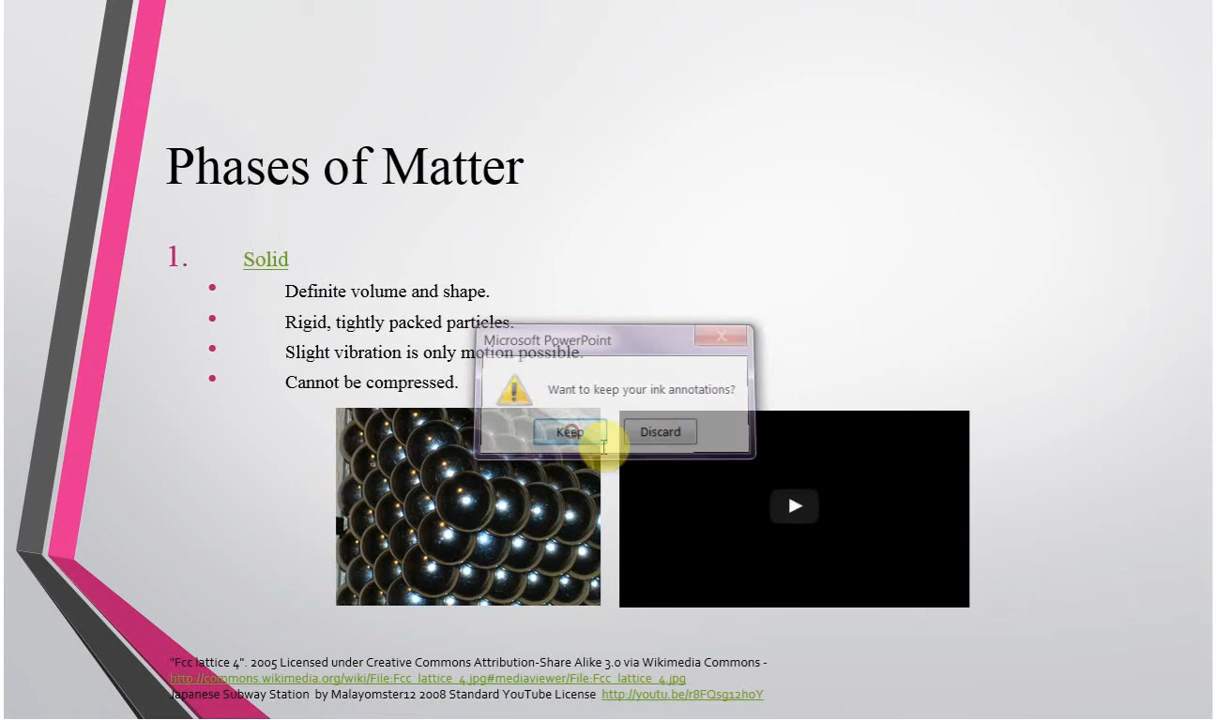 Phases of Matter
1. Solid
• Definite volume and shape.
• Rigid, tightly packed particles.
• Slight vibration is only motion possible.
• Cannot be compressed.
Microsoft PowerPoint
Want to keep your ink annotations?
Keep Discard
"Fcc lattice 4". 2005 Licensed under Creative Commons Attribution-Share Alike 3.0 via Wikimedia Commons -
http://commons.wikimedia.org/wiki/File:Fcc_lattice_4.jpg#mediaviewer/File:Fcc_lattice_4.jpg
Japanese Subway Station by Malayomster12 2008 Standard YouTube License http://youtu.be/r8FQsg12hoY